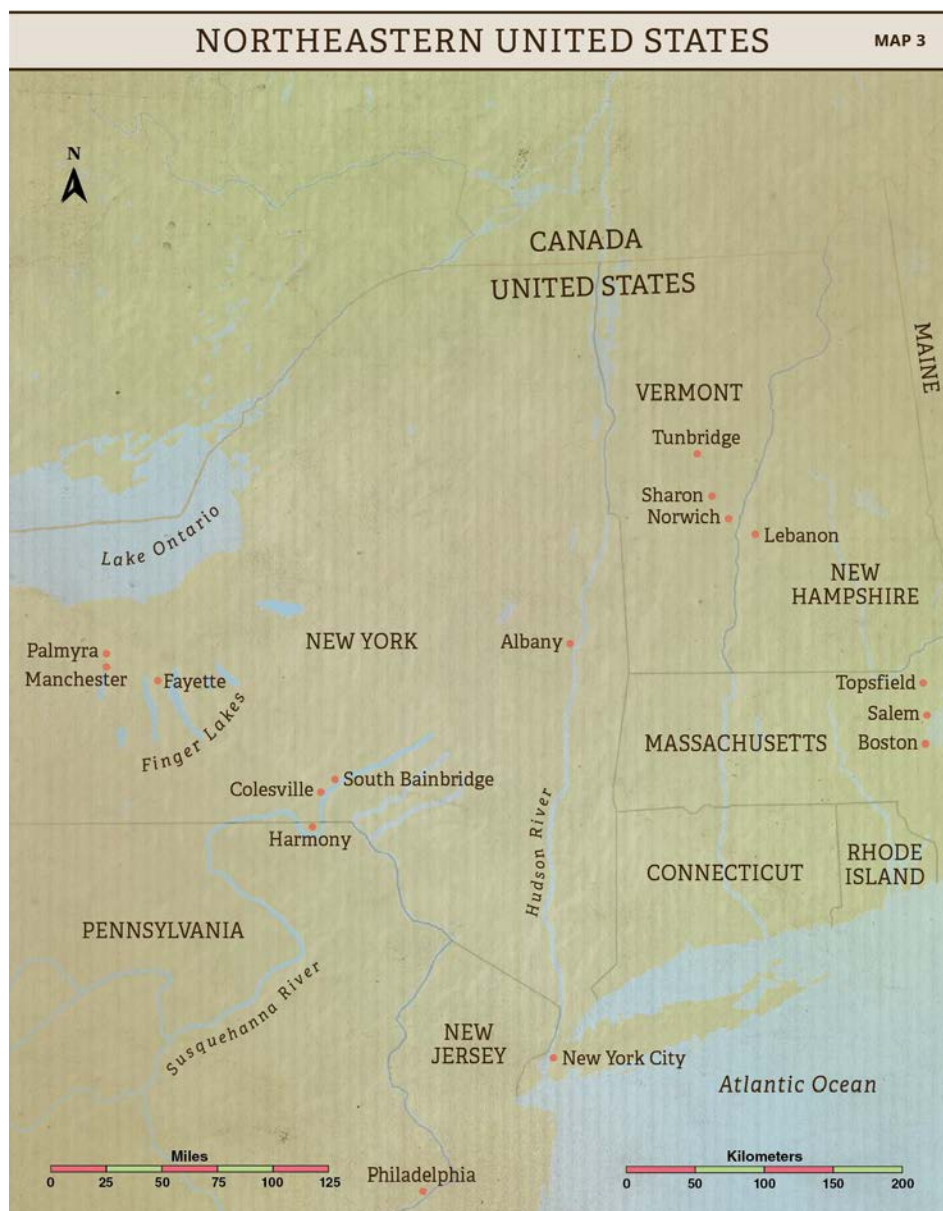 NORTHEASTERN UNITED STATES
MAP 3
N
CANADA
UNITED STATES
MAINE
VERMONT
Tunbridge
Sharon
Norwich
Lebanon
Lake Ontario
NEW
HAMPSHIRE
NEW YORK
Albany
Palmyra
Manchester
Fayette
Finger Lakes
Topsfield
Salem
MASSACHUSETTS
Boston
South Bainbridge
Colesville
Harmony
Hudson River
CONNECTICUT
RHODE
ISLAND
PENNSYLVANIA
Susquehanna River
NEW
JERSEY
New York City
Atlantic Ocean
Miles
0 25 50 75 100 125
Philadelphia
Kilometers
0 50 100 150 200